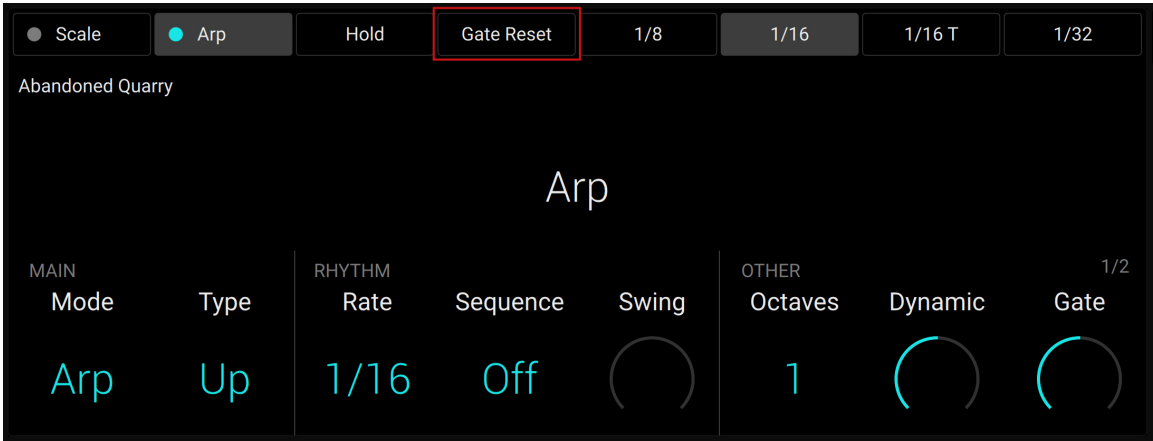 Scale Arp Hold Gate Reset 1/8 1/16 1/16 T 1/32
Abandoned Quarry
Arp
MAIN RHYTHM OTHER 1/2
Mode Type Rate Sequence Swing Octaves Dynamic Gate
Arp Up 1/16 Off 1